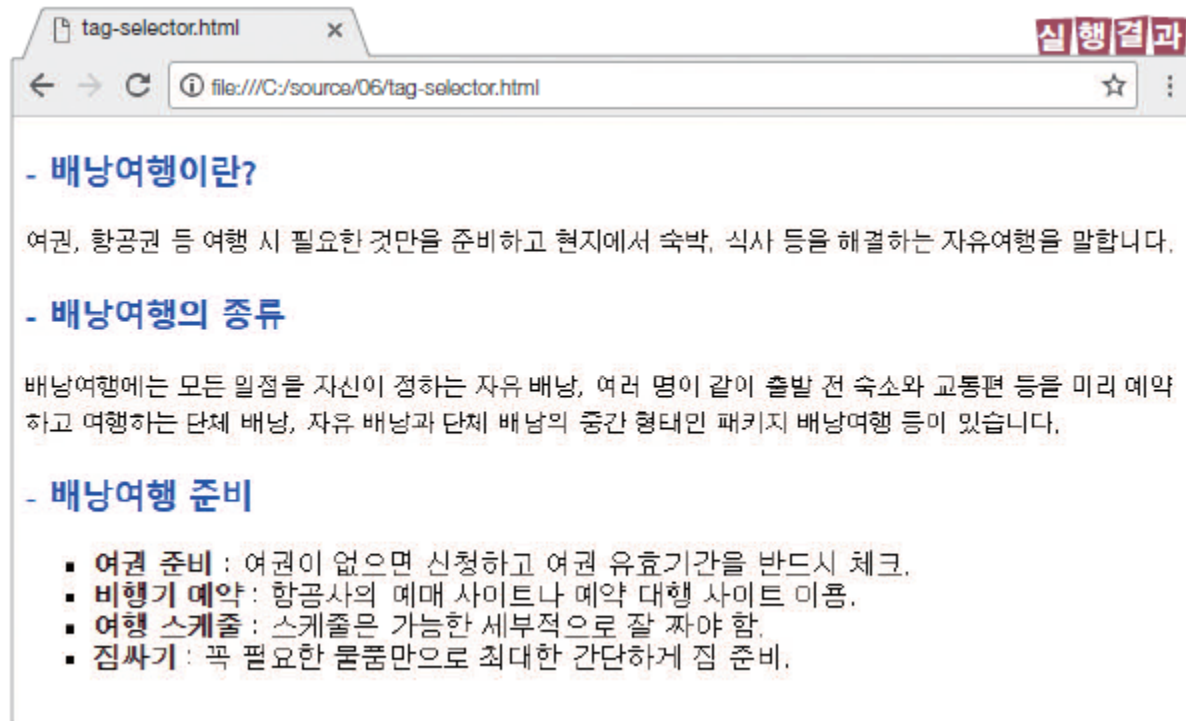 tag-selector.html
실행결과
file:///C:/source/06/tag-selector.html
- 배낭여행이란?
여권, 항공권 등 여행 시 필요한 것만을 준비하고 현지에서 숙박, 식사 등을 해결하는 자유여행을 말합니다.
- 배낭여행의 종류
배낭여행에는 모든 일정을 자신이 정하는 자유 배낭, 여러 명이 같이 출발 전 숙소와 교통편 등을 미리 예약
하고 여행하는 단체 배낭, 자유 배낭과 단체 배낭의 중간 형태인 패키지 배낭여행 등이 있습니다.
- 배낭여행 준비
▪ 여권 준비 : 여권이 없으면 신청하고 여권 유효기간을 반드시 체크.
▪ 비행기 예약 : 항공사의 예매 사이트나 예약 대행 사이트 이용.
▪ 여행 스케줄 : 스케줄은 가능한 세부적으로 잘 짜야 함.
▪ 짐싸기 : 꼭 필요한 물품만으로 최대한 간단하게 짐 준비.